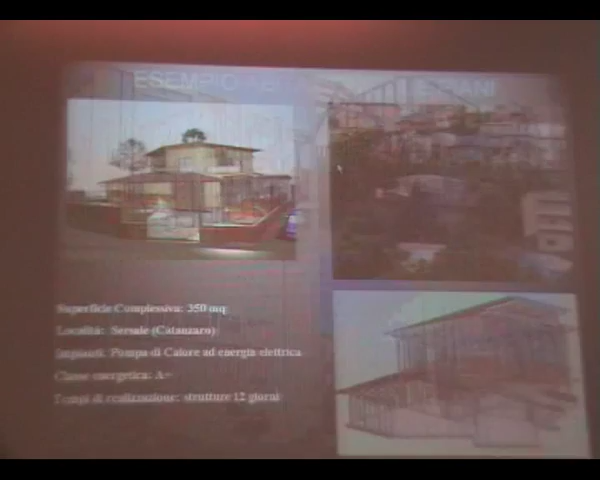 ESEMPIO
Superficie Complessiva: 350 mq
Località: Sersale (Catanzaro)
Impianti: Pompa di Calore ad energia elettrica
Classe energetica: A+
Tempi di realizzazione: strutture 12 giorni